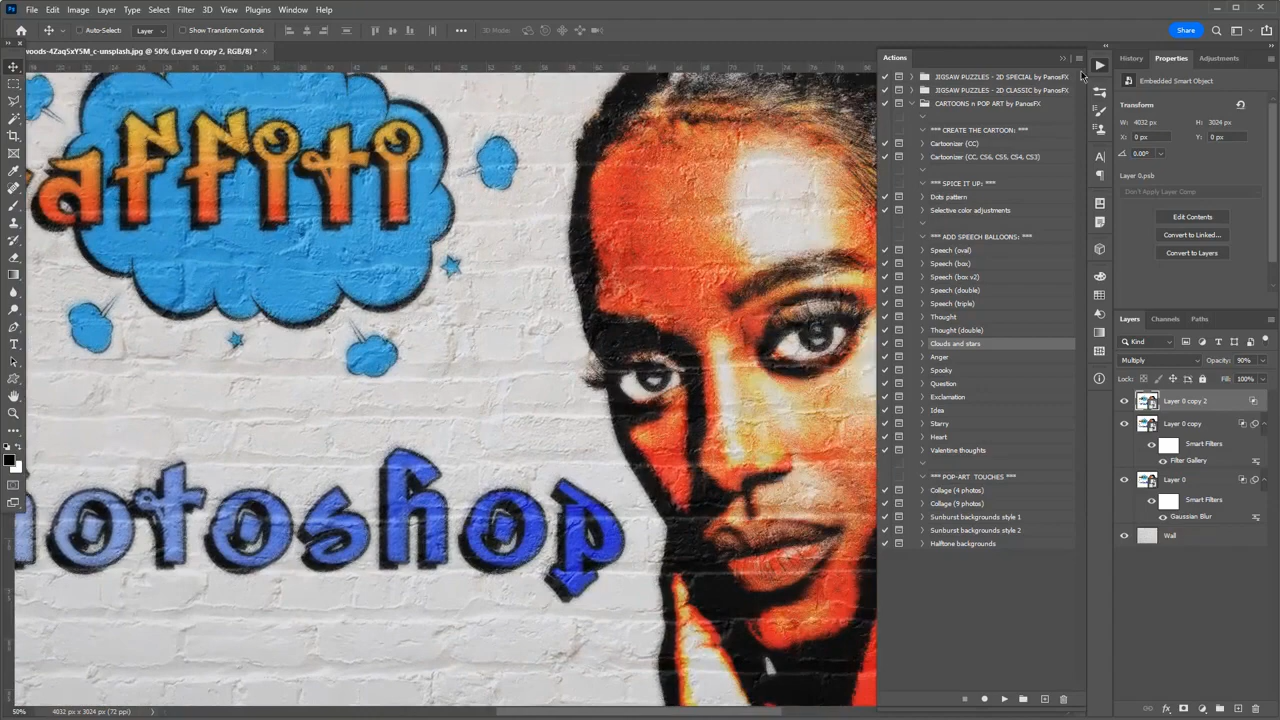 File Edit Image Layer Type Select Filter 3D View Plugins Window Help
Auto-Select: Layer Show Transform Controls 3D Mode: Share
woods-4Zaq5xY5M_c-unsplash.jpg @ 50% (Layer 0 copy 2, RGB/8) *
affiti
hotoshop
Actions
JIGSAW PUZZLES - 2D SPECIAL by PanosFX
JIGSAW PUZZLES - 2D CLASSIC by PanosFX
CARTOONS n POP ART by PanosFX
*** CREATE THE CARTOON: ***
Cartoonizer (CC)
Cartoonizer (CC, CS6, CS5, CS4, CS3)
*** SPICE IT UP: ***
Dots pattern
Selective color adjustments
*** ADD SPEECH BALLOONS: ***
Speech (oval)
Speech (box)
Speech (box v2)
Speech (double)
Speech (triple)
Thought
Thought (double)
Clouds and stars
Anger
Spooky
Question
Exclamation
Idea
Starry
Heart
Valentine thoughts
*** POP-ART TOUCHES ***
Collage (4 photos)
Collage (9 photos)
Sunburst backgrounds style 1
Sunburst backgrounds style 2
Halftone backgrounds
History Properties Adjustments
Embedded Smart Object
Transform
W: 4032 px H: 3024 px
X: 0 px Y: 0 px
0.00°
Layer 0.psb
Don't Apply Layer Comp
Edit Contents
Convert to Linked...
Convert to Layers
Layers Channels Paths
Kind
Multiply Opacity: 90%
Lock: Fill: 100%
Layer 0 copy 2
Layer 0 copy
Smart Filters
Filter Gallery
Layer 0
Smart Filters
Gaussian Blur
Wall
50% 4032 px x 3024 px (72 ppi)